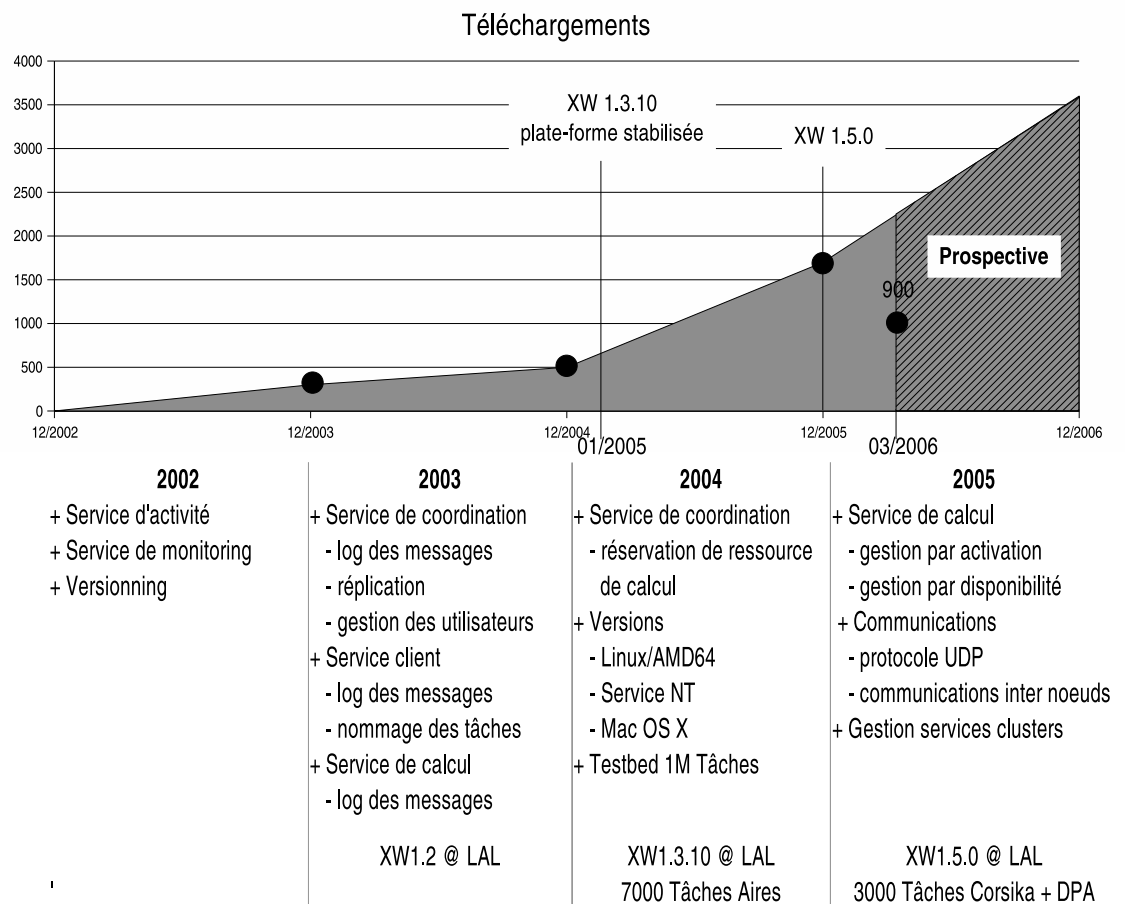 Téléchargements
4000
3500
3000
2500
2000
1500
1000
500
0
XW 1.3.10
plate-forme stabilisée
XW 1.5.0
Prospective
900
12/2002
12/2003
12/2004
01/2005
12/2005
03/2006
12/2006
2002
+ Service d'activité
+ Service de monitoring
+ Versionning
2003
+ Service de coordination
- log des messages
- réplication
- gestion des utilisateurs
+ Service client
- log des messages
- nommage des tâches
+ Service de calcul
- log des messages
XW1.2 @ LAL
2004
+ Service de coordination
- réservation de ressource
de calcul
+ Versions
- Linux/AMD64
- Service NT
- Mac OS X
+ Testbed 1M Tâches
XW1.3.10 @ LAL
7000 Tâches Aires
2005
+ Service de calcul
- gestion par activation
- gestion par disponibilité
+ Communications
- protocole UDP
- communications inter noeuds
+ Gestion services clusters
XW1.5.0 @ LAL
3000 Tâches Corsika + DPA